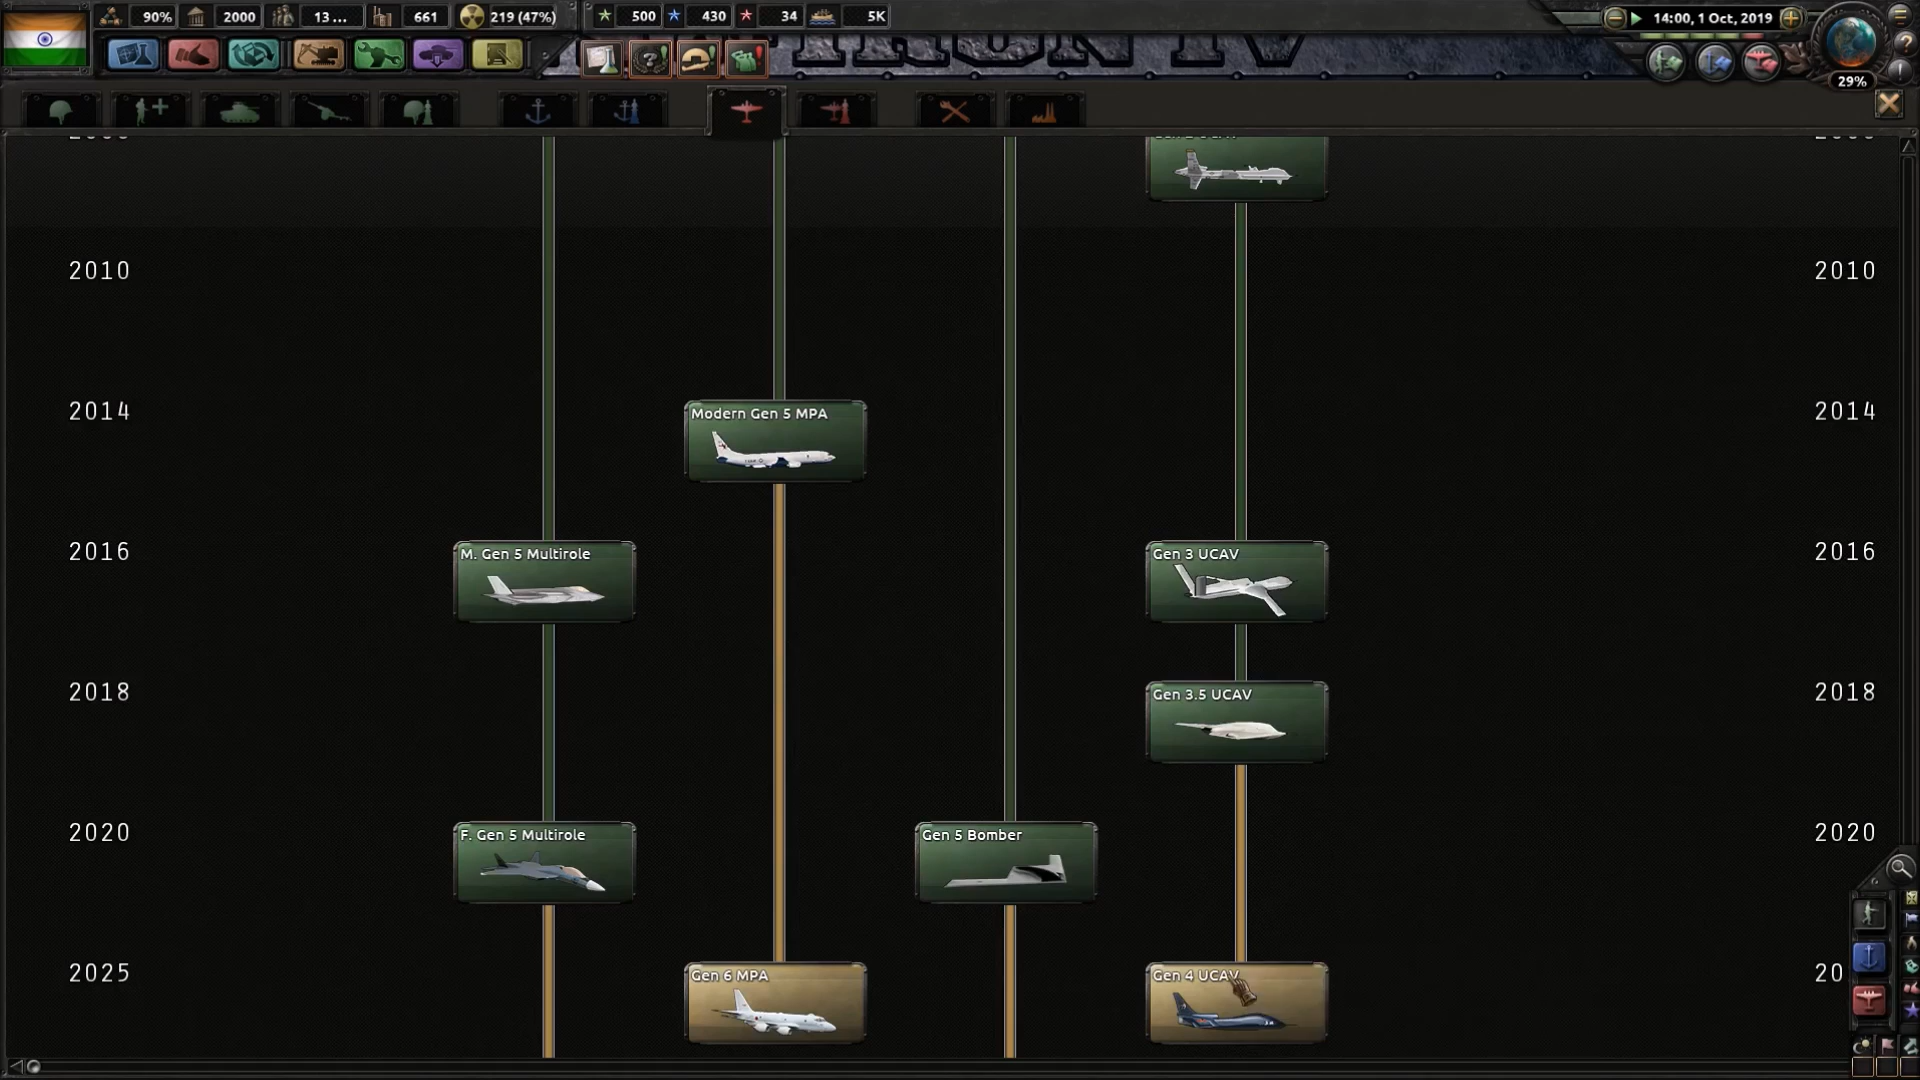 90% 2000 13... 661 219 (47%) 500 430 34 5K 14:00, 1 Oct, 2019
29%
2010 2010
2014 Modern Gen 5 MPA 2014
2016 M. Gen 5 Multirole Gen 3 UCAV 2016
2018 Gen 3.5 UCAV 2018
2020 F. Gen 5 Multirole Gen 5 Bomber 2020
2025 Gen 6 MPA Gen 4 UCAV 20